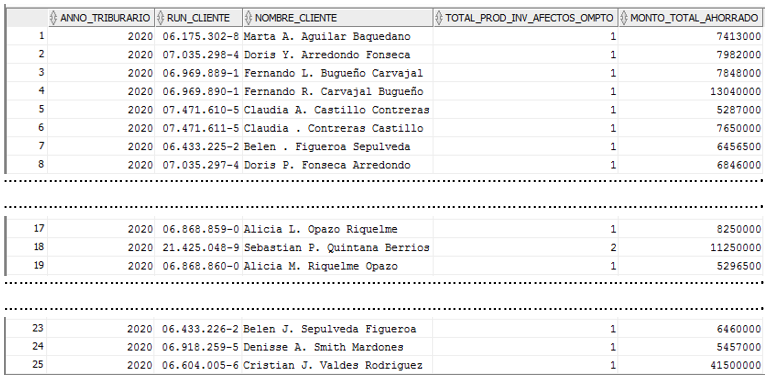 ANNO_TRIBURARIO RUN_CLIENTE NOMBRE_CLIENTE TOTAL_PROD_INV_AFECTOS_OMPTO MONTO_TOTAL_AHORRADO
1 2020 06.175.302-8 Marta A. Aguilar Baquedano 1 7413000
2 2020 07.035.298-4 Doris Y. Arredondo Fonseca 1 7982000
3 2020 06.969.889-1 Fernando L. Bugueño Carvajal 1 7848000
4 2020 06.969.890-1 Fernando R. Carvajal Bugueño 1 13040000
5 2020 07.471.610-5 Claudia A. Castillo Contreras 1 5287000
6 2020 07.471.611-5 Claudia . Contreras Castillo 1 7650000
7 2020 06.433.225-2 Belen . Figueroa Sepulveda 1 6456500
8 2020 07.035.297-4 Doris P. Fonseca Arredondo 1 6846000
17 2020 06.868.859-0 Alicia L. Opazo Riquelme 1 8250000
18 2020 21.425.048-9 Sebastian P. Quintana Berrios 2 11250000
19 2020 06.868.860-0 Alicia M. Riquelme Opazo 1 5296500
23 2020 06.433.226-2 Belen J. Sepulveda Figueroa 1 6460000
24 2020 06.918.259-5 Denisse A. Smith Mardones 1 5457000
25 2020 06.604.005-6 Cristian J. Valdes Rodriguez 1 41500000